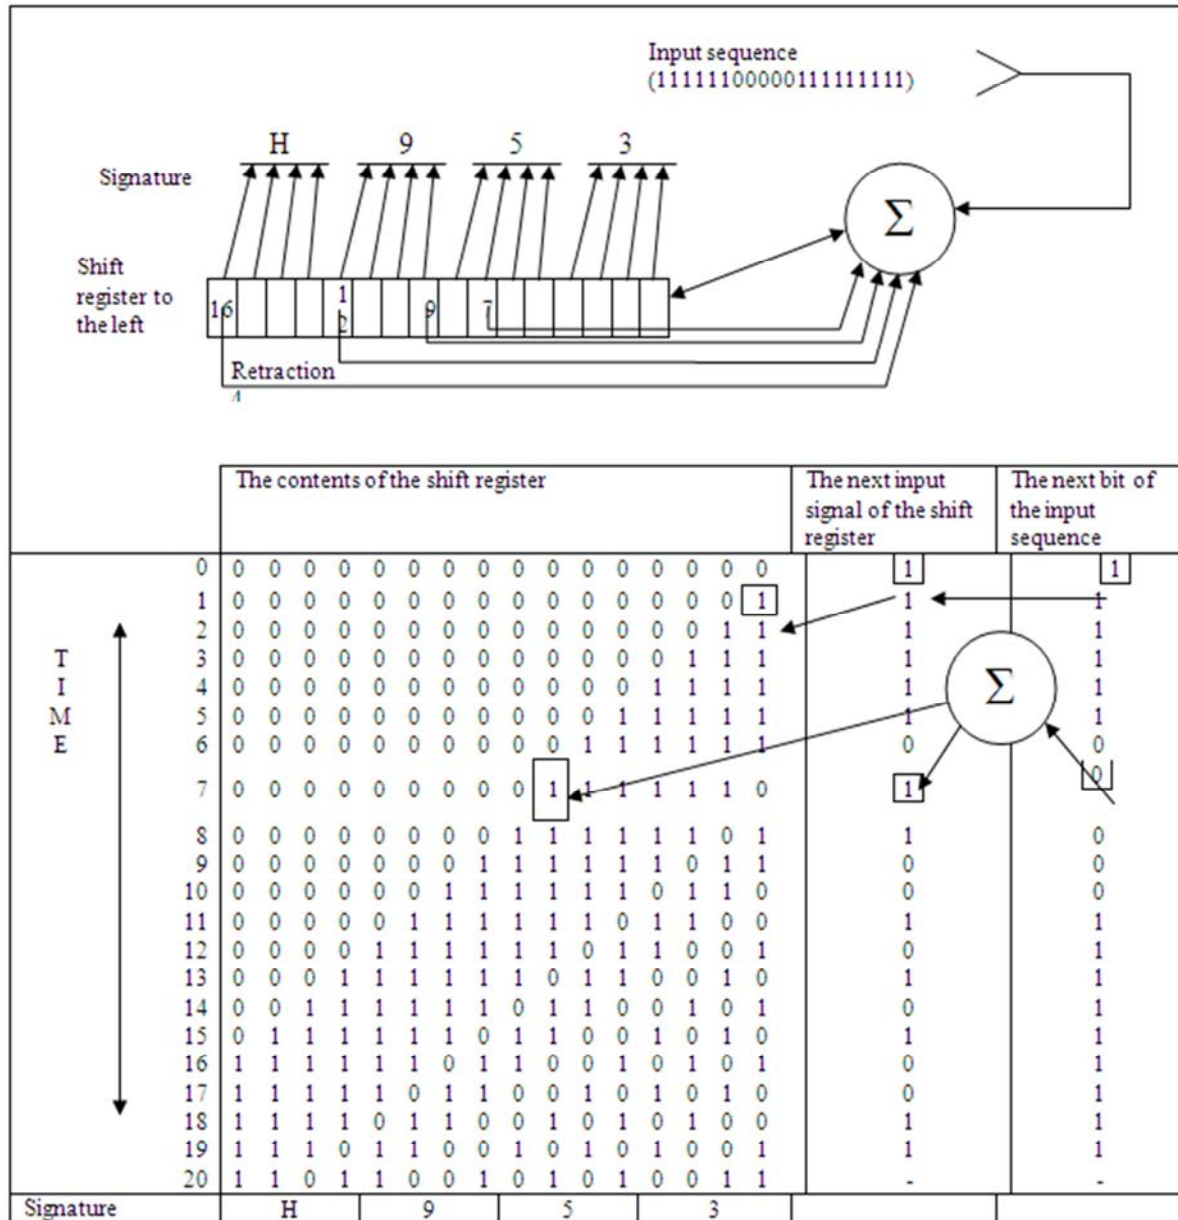 Input sequence
(11111100000111111111)
H 9 5 3
Signature
Σ
Shift
register to
the left
16 12 9 7
Retraction
4
The contents of the shift register
The next input
signal of the shift
register
The next bit of
the input
sequence
0 0 0 0 0 0 0 0 0 0 0 0 0 0 0 0 0 1 1
1 0 0 0 0 0 0 0 0 0 0 0 0 0 0 0 1 1 1
2 0 0 0 0 0 0 0 0 0 0 0 0 0 0 1 1 1 1
3 0 0 0 0 0 0 0 0 0 0 0 0 0 1 1 1 1 1
4 0 0 0 0 0 0 0 0 0 0 0 0 1 1 1 1 1 1
5 0 0 0 0 0 0 0 0 0 0 0 1 1 1 1 1 1 1
6 0 0 0 0 0 0 0 0 0 0 1 1 1 1 1 1 0 0
7 0 0 0 0 0 0 0 0 0 1 1 1 1 1 1 0 1 0
8 0 0 0 0 0 0 0 0 1 1 1 1 1 1 0 1 1 0
9 0 0 0 0 0 0 0 1 1 1 1 1 1 0 1 1 0 0
10 0 0 0 0 0 0 1 1 1 1 1 1 0 1 1 0 0 0
11 0 0 0 0 0 1 1 1 1 1 1 0 1 1 0 0 1 1
12 0 0 0 0 1 1 1 1 1 1 0 1 1 0 0 1 0 1
13 0 0 0 1 1 1 1 1 1 0 1 1 0 0 1 0 1 1
14 0 0 1 1 1 1 1 1 0 1 1 0 0 1 0 1 0 1
15 0 1 1 1 1 1 1 0 1 1 0 0 1 0 1 0 1 1
16 1 1 1 1 1 1 0 1 1 0 0 1 0 1 0 1 0 1
17 1 1 1 1 1 0 1 1 0 0 1 0 1 0 1 0 0 1
18 1 1 1 1 0 1 1 0 0 1 0 1 0 1 0 0 1 1
19 1 1 1 0 1 1 0 0 1 0 1 0 1 0 0 1 1 1
20 1 1 0 1 1 0 0 1 0 1 0 1 0 0 1 1 - -
T
I
M
E
Σ
Signature H 9 5 3